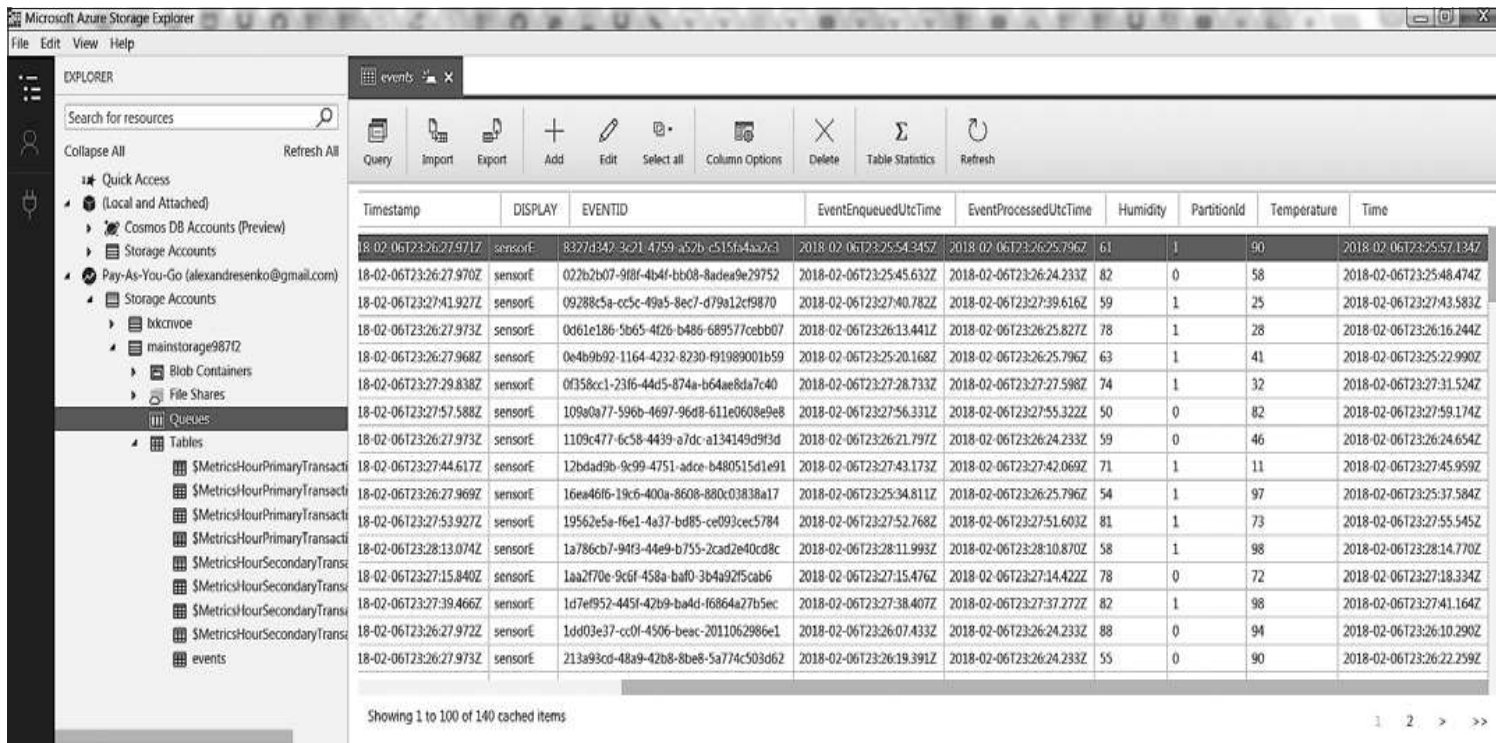 Microsoft Azure Storage Explorer
File Edit View Help
EXPLORER
Search for resources
Collapse All Refresh All
Quick Access
(Local and Attached)
Cosmos DB Accounts (Preview)
Storage Accounts
Pay-As-You-Go (alexandresenko@gmail.com)
Storage Accounts
mainstorage987f2
Blob Containers
File Shares
Queues
Tables
$MetricsHourPrimaryTransacti
$MetricsHourPrimaryTransacti
$MetricsHourPrimaryTransacti
$MetricsHourPrimaryTransacti
$MetricsHourSecondaryTransa
$MetricsHourSecondaryTransa
$MetricsHourSecondaryTransa
$MetricsHourSecondaryTransa
events
events
Query Import Export Add Edit Select all Column Options Delete Table Statistics Refresh
Timestamp DISPLAY EVENTID EventEnqueuedUtcTime EventProcessedUtcTime Humidity PartitionId Temperature Time
18-02-06T23:26:27.971Z sensorE 8327d342-3c21-4759-a52b-c515fa4aa2c3 2018-02-06T23:25:54.345Z 2018-02-06T23:26:25.796Z 61 1 90 2018-02-06T23:25:57.134Z
18-02-06T23:26:27.970Z sensorE 022b2b07-9f8f-4b4f-bb08-8adea9e29752 2018-02-06T23:25:45.632Z 2018-02-06T23:26:24.233Z 82 0 58 2018-02-06T23:25:48.474Z
18-02-06T23:27:41.927Z sensorE 09288c5a-cc5c-49a5-8ec7-d79a12cf9870 2018-02-06T23:27:40.782Z 2018-02-06T23:27:39.616Z 59 1 25 2018-02-06T23:27:43.583Z
18-02-06T23:26:27.973Z sensorE 0d61e186-5b65-4f26-b486-689577cebb07 2018-02-06T23:26:13.441Z 2018-02-06T23:26:25.827Z 78 1 28 2018-02-06T23:26:16.244Z
18-02-06T23:26:27.968Z sensorE 0e4b9b92-1164-4232-8230-f91989001b59 2018-02-06T23:25:20.168Z 2018-02-06T23:26:25.796Z 63 1 41 2018-02-06T23:25:22.990Z
18-02-06T23:27:29.838Z sensorE 0f358cc1-23f6-44d5-874a-b64ae8da7c40 2018-02-06T23:27:28.733Z 2018-02-06T23:27:27.598Z 74 1 32 2018-02-06T23:27:31.524Z
18-02-06T23:27:57.588Z sensorE 109a0a77-596b-4697-96d8-611e0608e9e8 2018-02-06T23:27:56.331Z 2018-02-06T23:27:55.322Z 50 0 82 2018-02-06T23:27:59.174Z
18-02-06T23:26:27.973Z sensorE 1109c477-6c58-4439-a7dc-a134149d9f3d 2018-02-06T23:26:21.797Z 2018-02-06T23:26:24.233Z 59 0 46 2018-02-06T23:26:24.654Z
18-02-06T23:27:44.617Z sensorE 12bdad9b-9c99-4751-adce-b480515d1e91 2018-02-06T23:27:43.173Z 2018-02-06T23:27:42.069Z 71 1 11 2018-02-06T23:27:45.959Z
18-02-06T23:26:27.969Z sensorE 16ea46f6-19c6-400a-8608-880c03838a17 2018-02-06T23:25:34.811Z 2018-02-06T23:26:25.796Z 54 1 97 2018-02-06T23:25:37.584Z
18-02-06T23:27:53.927Z sensorE 19562e5a-f6e1-4a37-bd85-ce093cec5784 2018-02-06T23:27:52.768Z 2018-02-06T23:27:51.603Z 81 1 73 2018-02-06T23:27:55.545Z
18-02-06T23:28:13.074Z sensorE 1a786cb7-94f3-44e9-b755-2cad2e40cd8c 2018-02-06T23:28:11.993Z 2018-02-06T23:28:10.870Z 58 1 98 2018-02-06T23:28:14.770Z
18-02-06T23:27:15.840Z sensorE 1aa2f70e-9c6f-458a-baf0-3b4a92f5cab6 2018-02-06T23:27:15.476Z 2018-02-06T23:27:14.422Z 78 0 72 2018-02-06T23:27:18.334Z
18-02-06T23:27:39.466Z sensorE 1d7ef952-445f-42b9-ba4d-f6864a27b5ec 2018-02-06T23:27:38.407Z 2018-02-06T23:27:37.272Z 82 1 98 2018-02-06T23:27:41.164Z
18-02-06T23:26:27.972Z sensorE 1dd03e37-cc0f-4506-beac-2011062986e1 2018-02-06T23:26:07.433Z 2018-02-06T23:26:24.233Z 88 0 94 2018-02-06T23:26:10.290Z
18-02-06T23:26:27.973Z sensorE 213a93cd-48a9-42b8-8be8-5a774c503d62 2018-02-06T23:26:19.391Z 2018-02-06T23:26:24.233Z 55 0 90 2018-02-06T23:26:22.259Z
Showing 1 to 100 of 140 cached items
1 2 > >>